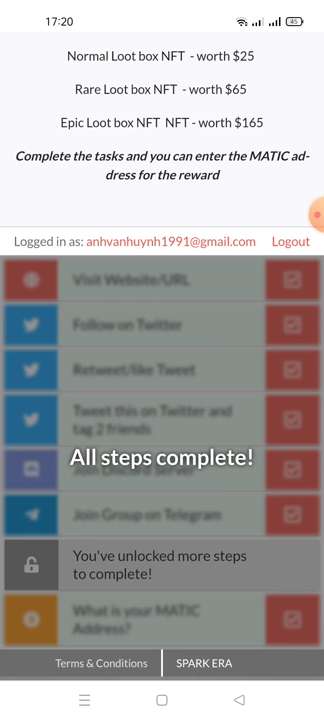 17:20
45
Normal Loot box NFT - worth $25
Rare Loot box NFT - worth $65
Epic Loot box NFT NFT - worth $165
Complete the tasks and you can enter the MATIC ad-
dress for the reward
Logged in as: anhvanhuynh1991@gmail.com Logout
Visit Website/URL
Follow on Twitter
Retweet/like Tweet
Tweet this on Twitter and
tag 2 friends
All steps complete!
Join Discord Server
Join Group on Telegram
You've unlocked more steps
to complete!
What is your MATIC
Address?
Terms & Conditions SPARK ERA